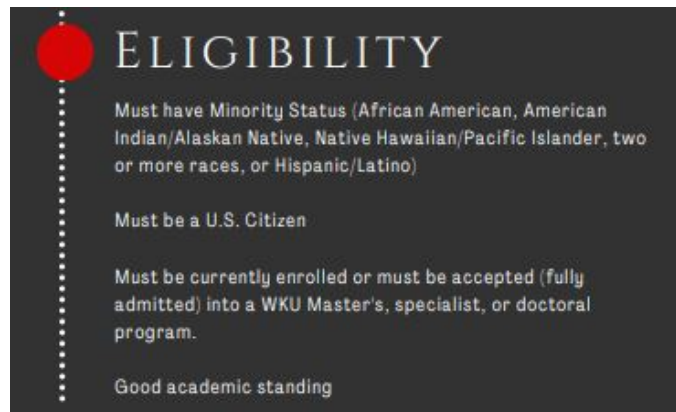 ELIGIBILITY
Must have Minority Status (African American, American
Indian/Alaskan Native, Native Hawaiian/Pacific Islander, two
or more races, or Hispanic/Latino)
Must be a U.S. Citizen
Must be currently enrolled or must be accepted (fully
admitted) into a WKU Master's, specialist, or doctoral
program.
Good academic standing